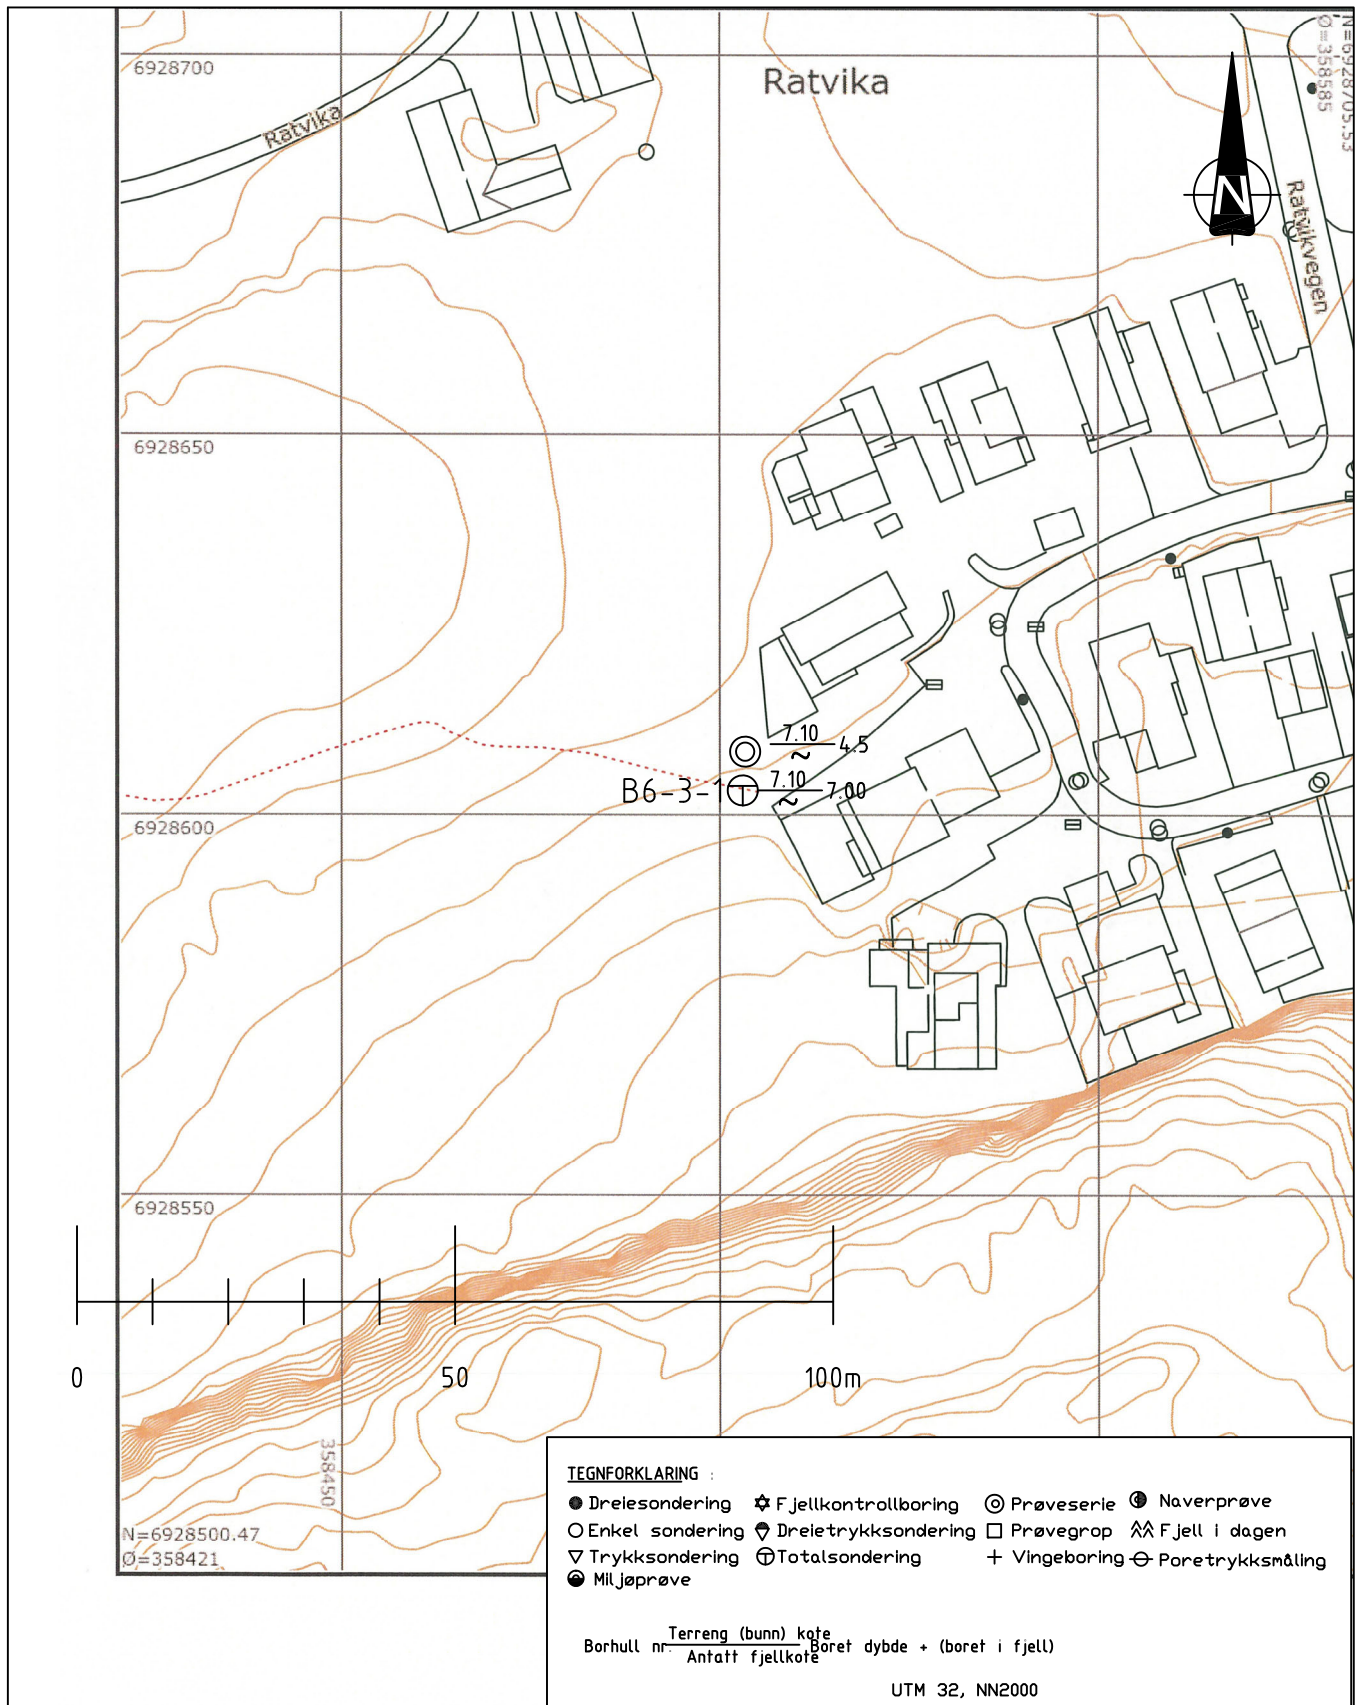 6928700
Ratvika
Ratvika
N=6928705.53
Ø=358585
N
Ratvikvegen
6928650
7.10
~
4.5
B6-3-1
7.10
~
7.00
6928600
6928550
0
50
100m
358450
N=6928500.47
Ø=358421
TEGNFORKLARING :
Dreiesondering
Fjellkontrollboring
Prøveserie
Naverprøve
Enkel sondering
Dreietrykksondering
Prøvegrop
Fjell i dagen
Trykksondering
Totalsondering
Vingeboring
Poretrykksmåling
Miljøprøve
Terreng (bunn) kote
Borhull nr. Boret dybde + (boret i fjell)
Antatt fjellkote
UTM 32, NN2000